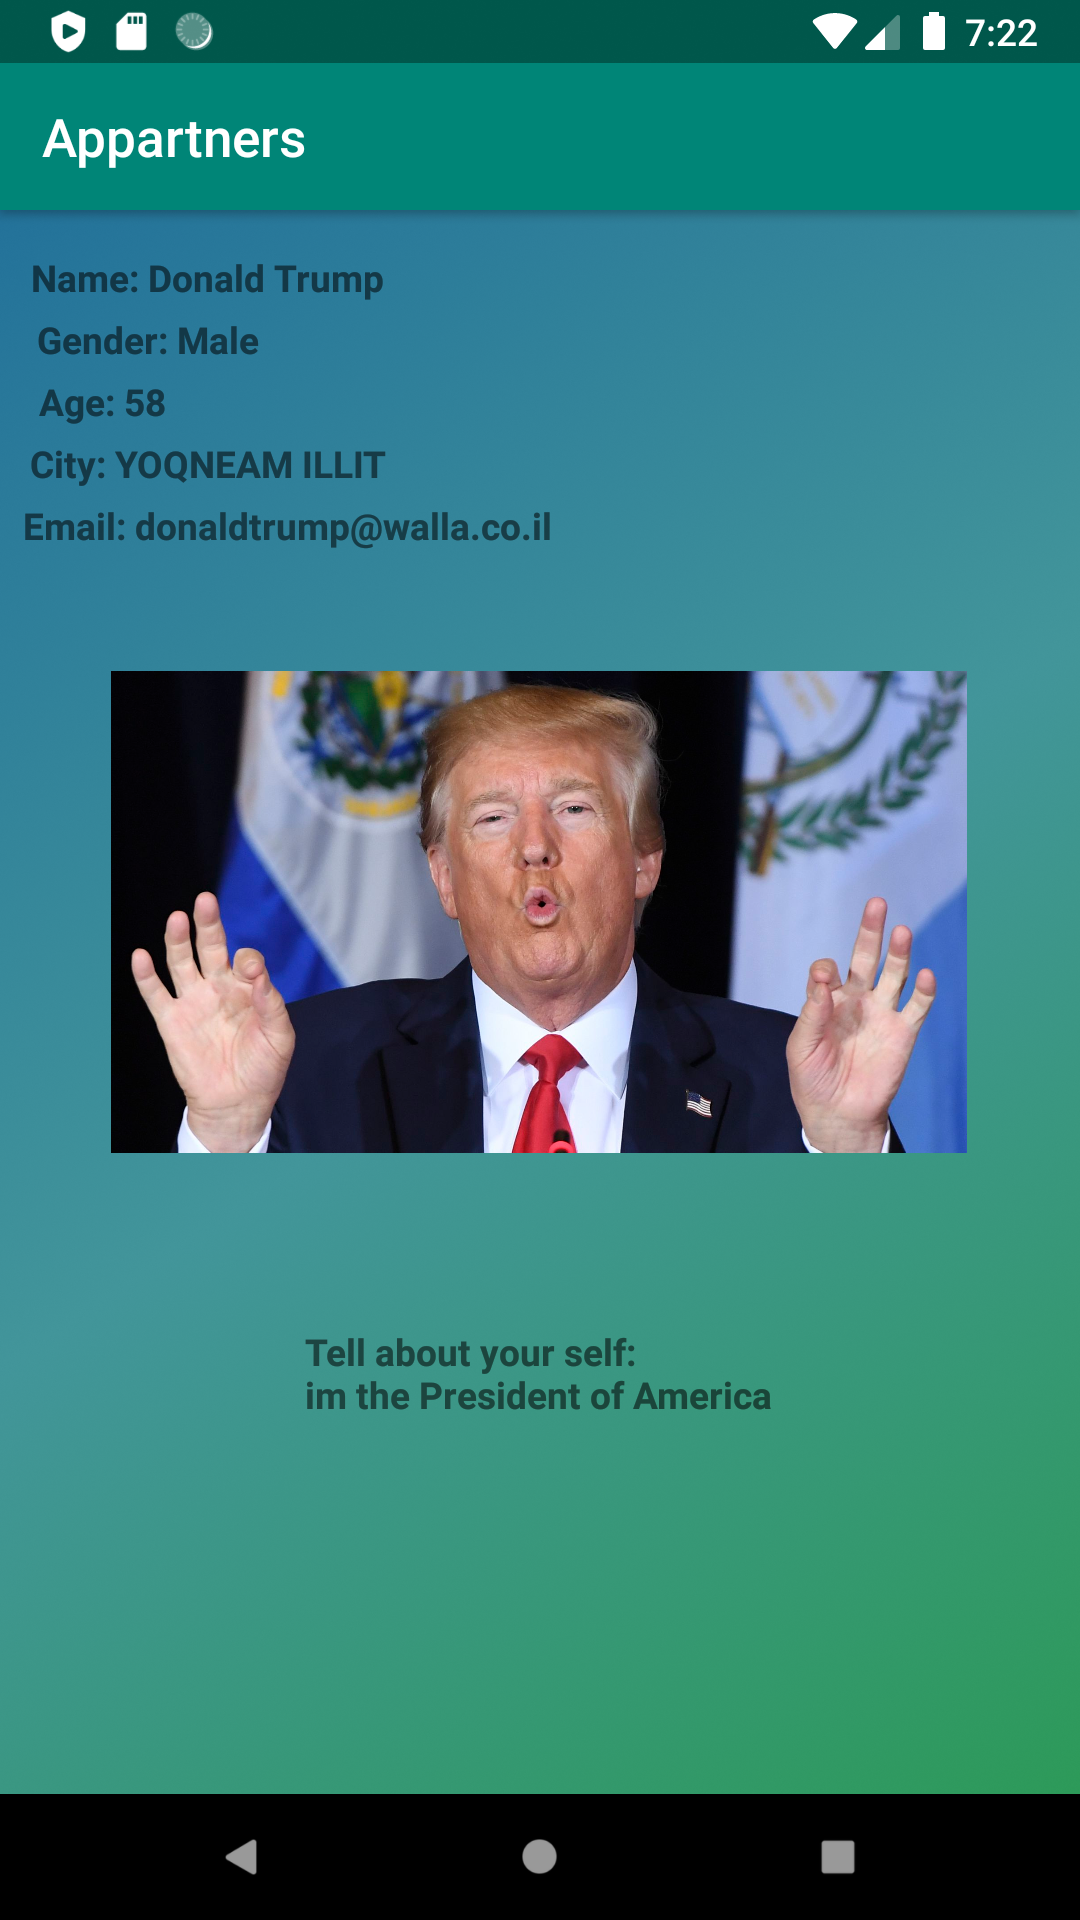 7:22
Appartners
Name: Donald Trump
Gender: Male
Age: 58
City: YOQNEAM ILLIT
Email: donaldtrump@walla.co.il
Tell about your self:
im the President of America